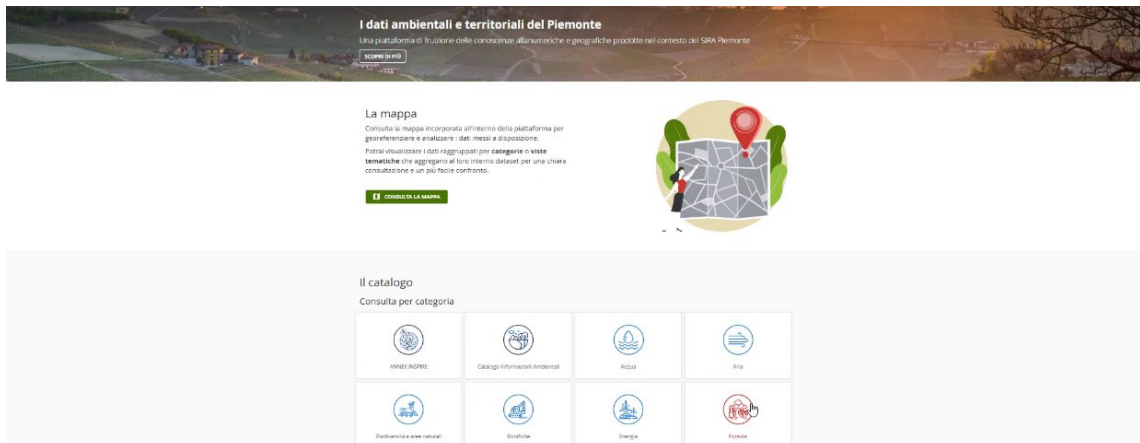 I dati ambientali e territoriali del Piemonte
Una piattaforma di fruizione delle conoscenze alfanumeriche e geografiche prodotte nel contesto del SIRA Piemonte
SCOPRI DI PIÙ
La mappa
Consulta la mappa incorporata all'interno della piattaforma per
georeferenziare e analizzare i dati messi a disposizione.
Potrai visualizzare i dati raggruppati per categorie o viste
tematiche che aggregano al loro interno dataset per una chiara
consultazione e un più facile confronto.
CONSULTA LA MAPPA
Il catalogo
Consulta per categoria
ANNEX INSPIRE
Catalogo Informazioni Ambientali
Acqua
Aria
Biodiversità e aree naturali
Bonifiche
Energia
Foreste